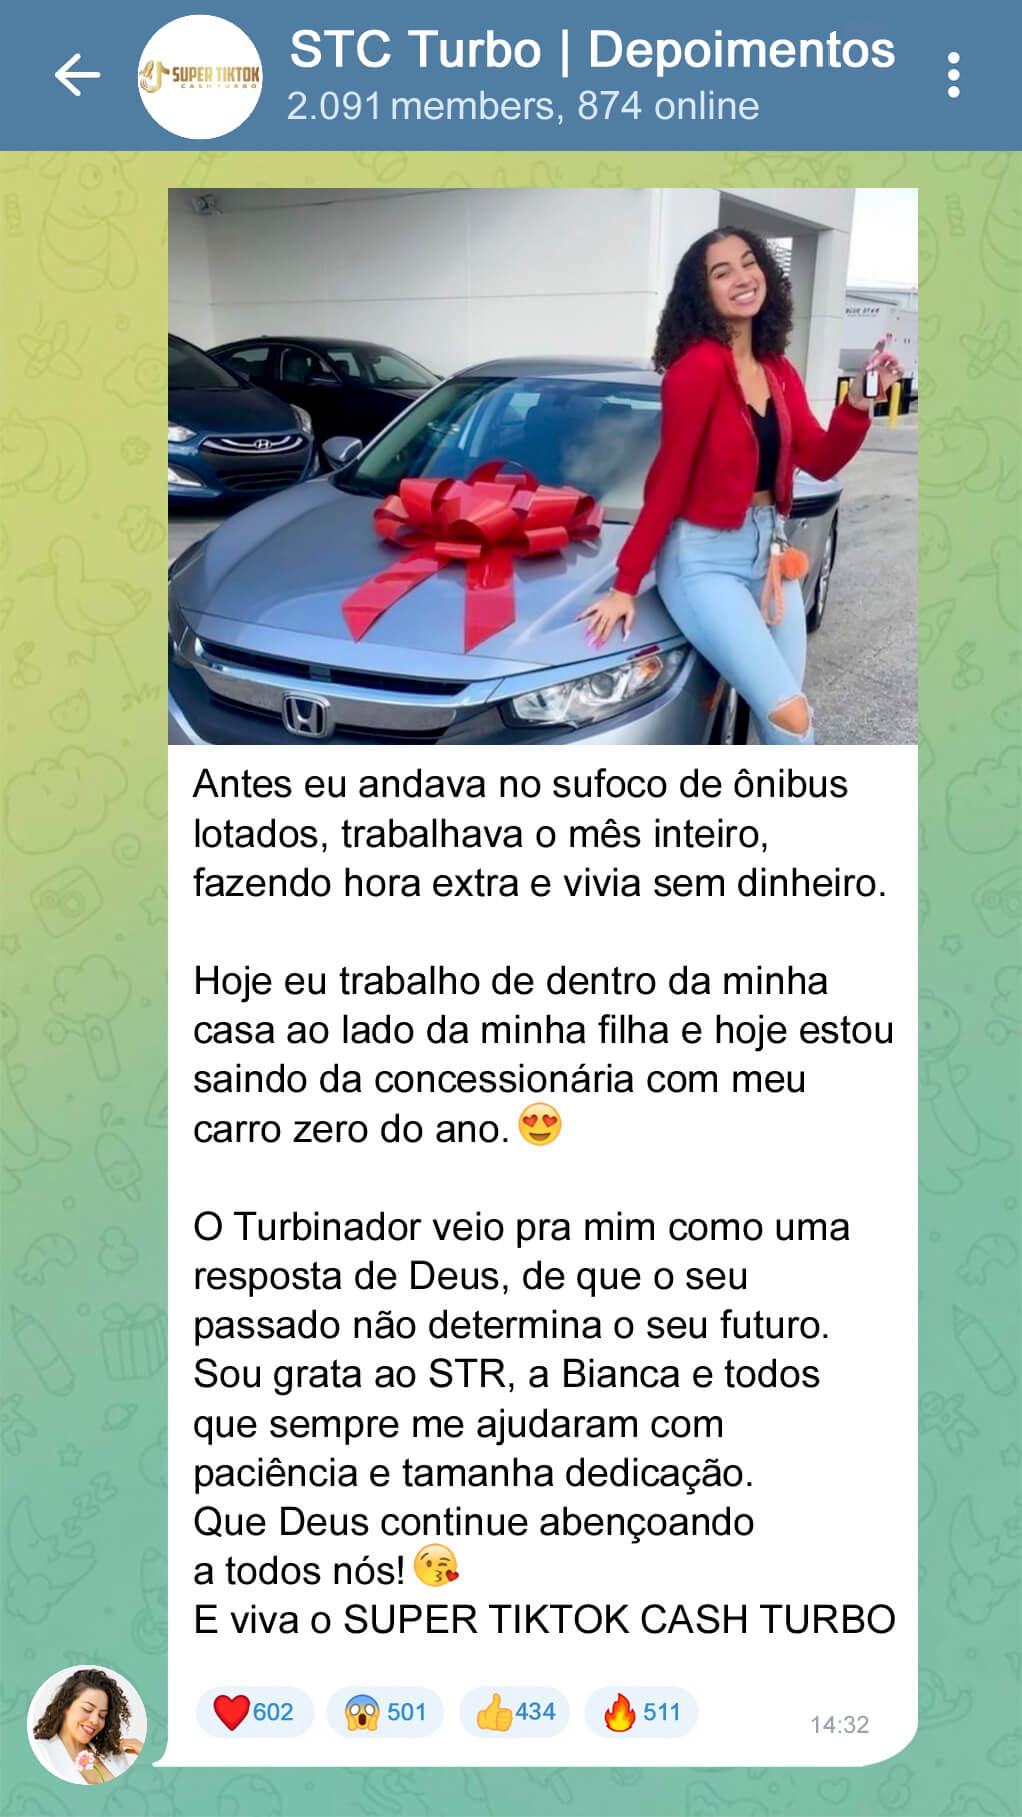 STC Turbo | Depoimentos
SUPER TIKTOK
CASH TURBO
2.091 members, 874 online
BLUE STAR
Antes eu andava no sufoco de ônibus
lotados, trabalhava o mês inteiro,
fazendo hora extra e vivia sem dinheiro.
Hoje eu trabalho de dentro da minha
casa ao lado da minha filha e hoje estou
saindo da concessionária com meu
carro zero do ano.😍
O Turbinador veio pra mim como uma
resposta de Deus, de que o seu
passado não determina o seu futuro.
Sou grata ao STR, a Bianca e todos
que sempre me ajudaram com
paciência e tamanha dedicação.
Que Deus continue abençoando
a todos nós!😘
E viva o SUPER TIKTOK CASH TURBO
❤️602 😱501 👍434 🔥511
14:32